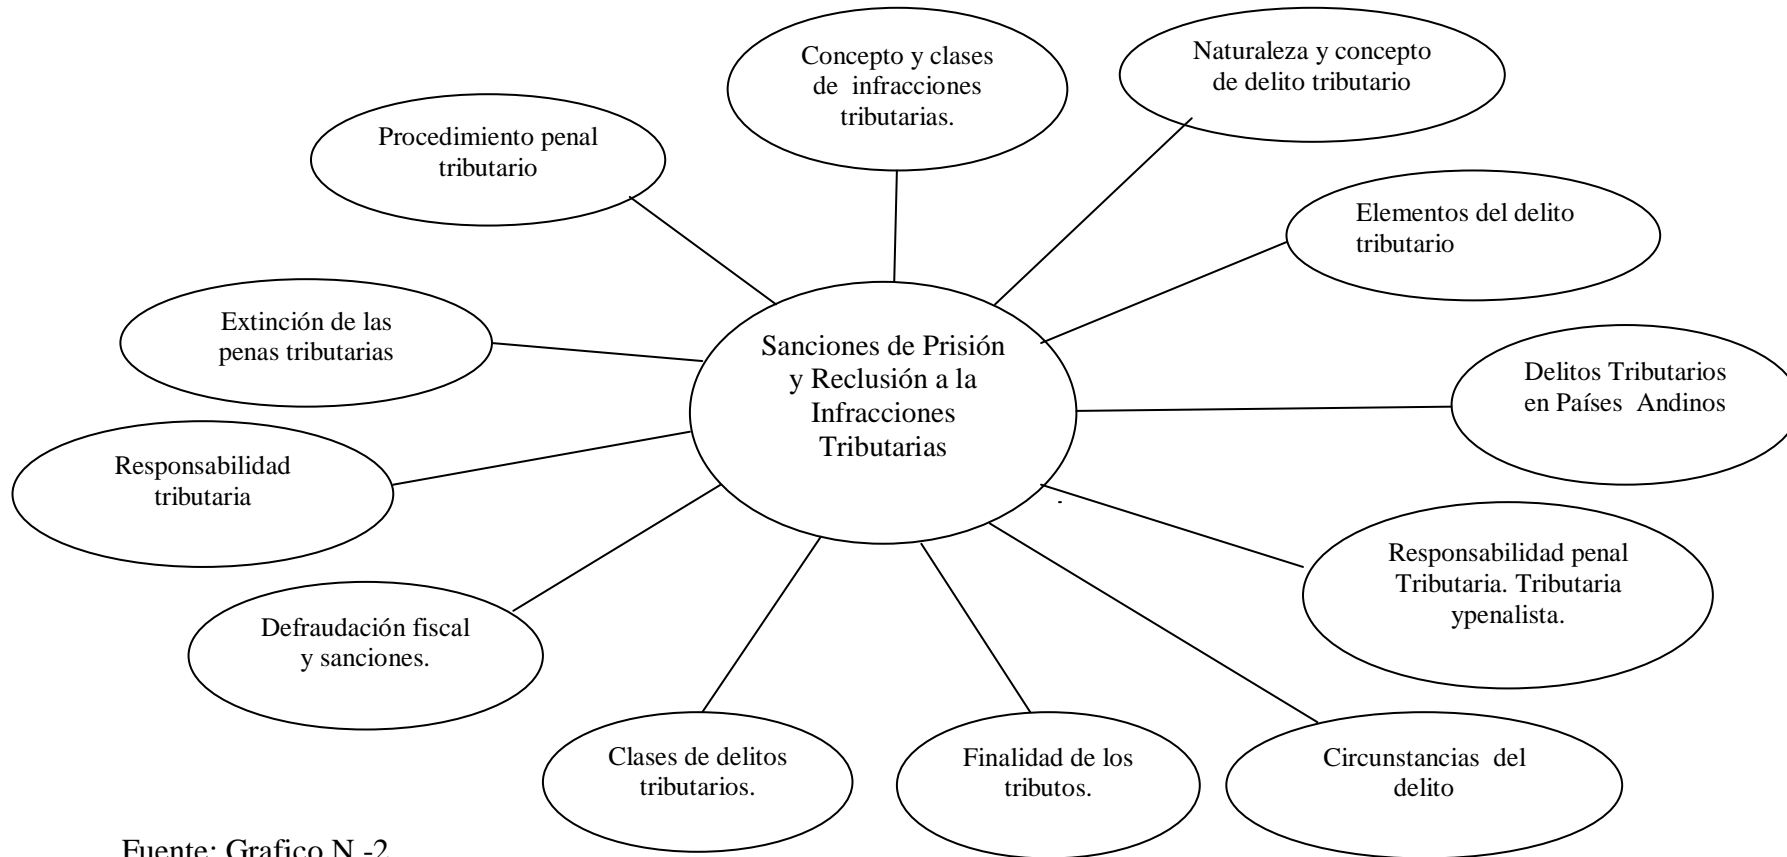 Concepto y clases
de infracciones
tributarias.
Naturaleza y concepto
de delito tributario
Procedimiento penal
tributario
Elementos del delito
tributario
Extinción de las
penas tributarias
Sanciones de Prisión
y Reclusión a la
Infracciones
Tributarias
Delitos Tributarios
en Países Andinos
Responsabilidad
tributaria
-
Responsabilidad penal
Tributaria. Tributaria
ypenalista.
Defraudación fiscal
y sanciones.
Clases de delitos
tributarios.
Finalidad de los
tributos.
Circunstancias del
delito
Fuente: Grafico N.-2